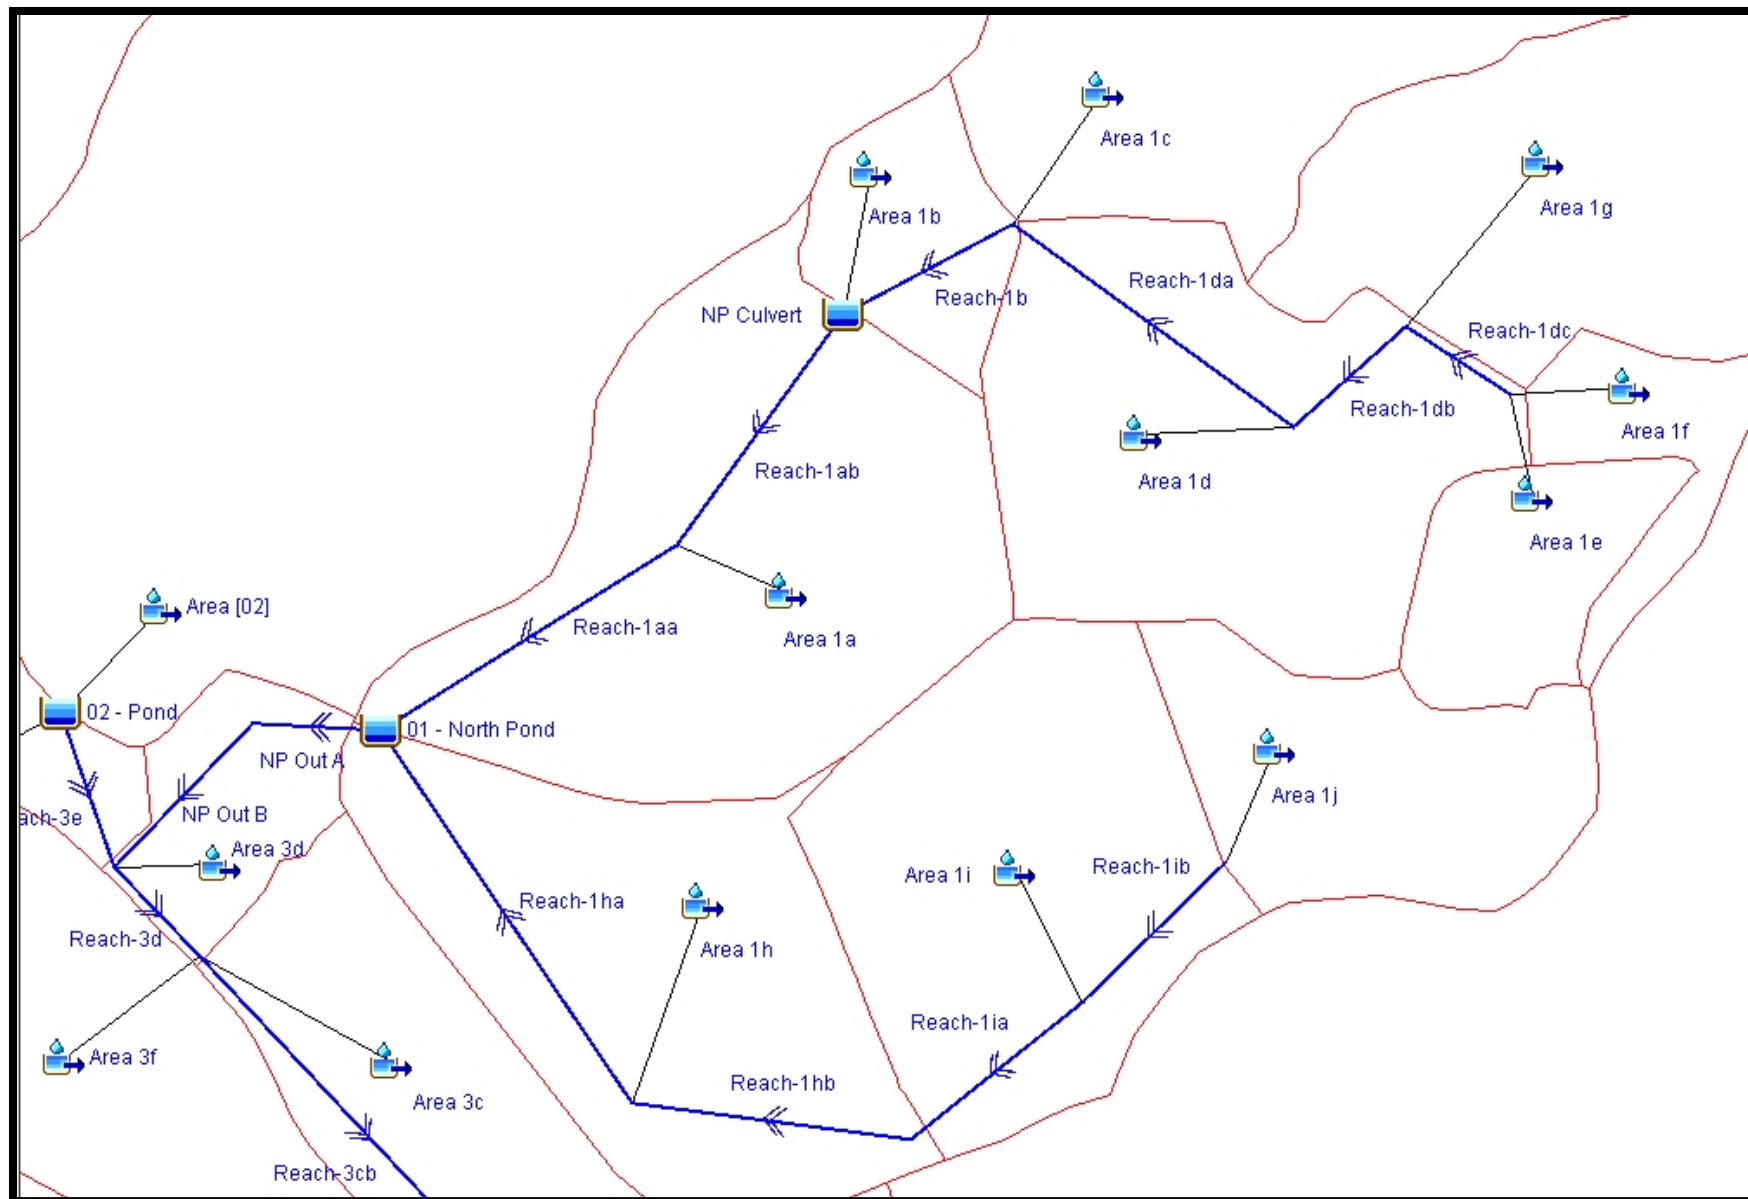 Area 1c
Area 1g
Area 1b
Reach-1da
Reach-1b
NP Culvert
Reach-1dc
Reach-1db
Area 1f
Reach-1ab
Area 1d
Area 1e
Area [02]
Reach-1aa
Area 1a
02 - Pond
01 - North Pond
NP Out A
Area 1j
NP Out B
ach-3e
Area 3d
Reach-1ib
Area 1i
Reach-1ha
Reach-3d
Area 1h
Reach-1ia
Area 3f
Reach-1hb
Area 3c
Reach-3cb